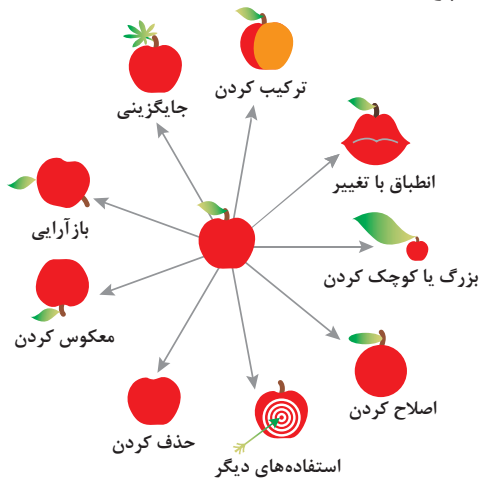 ترکیب کردن
جایگزینی
انطباق با تغییر
بازآرایی
بزرگ یا کوچک کردن
معکوس کردن
اصلاح کردن
حذف کردن
استفاده‌های دیگر